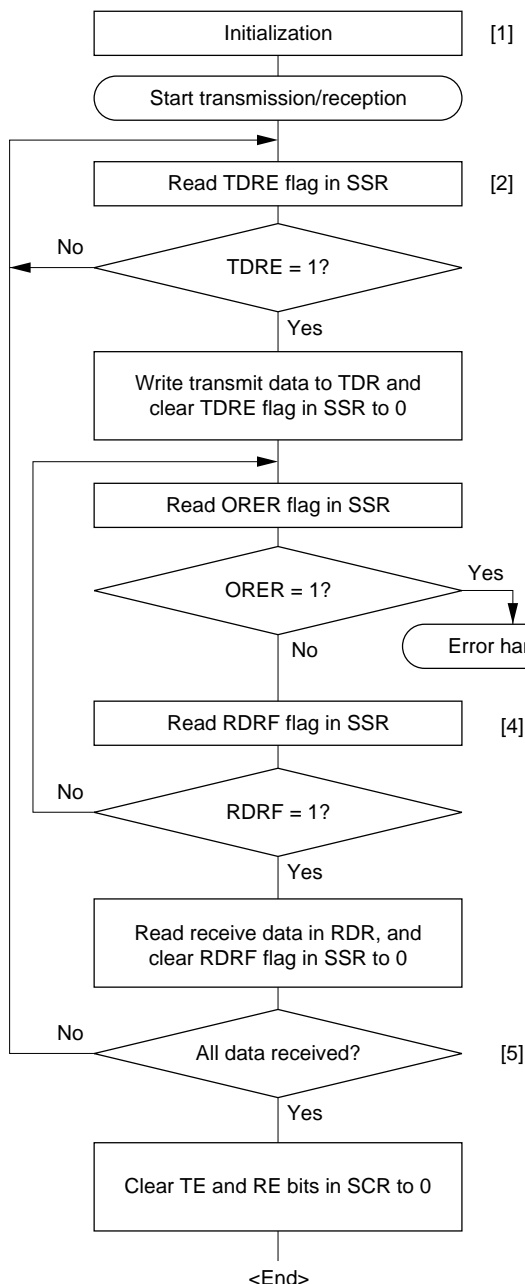 Initialization
[1]
Start transmission/reception
Read TDRE flag in SSR
[2]
No
TDRE = 1?
Yes
Write transmit data to TDR and
clear TDRE flag in SSR to 0
Read ORER flag in SSR
ORER = 1?
Yes
No
Error
Read RDRF flag in SSR
[4]
No
RDRF = 1?
Yes
Read receive data in RDR, and
clear RDRF flag in SSR to 0
No
All data received?
[5]
Yes
Clear TE and RE bits in SCR to 0
<End>